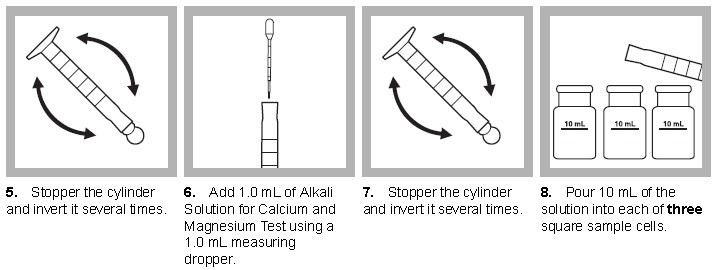 10 mL 10 mL 10 mL
5. Stopper the cylinder
and invert it several times.
6. Add 1.0 mL of Alkali
Solution for Calcium and
Magnesium Test using a
1.0 mL measuring
dropper.
7. Stopper the cylinder
and invert it several times.
8. Pour 10 mL of the
solution into each of three
square sample cells.